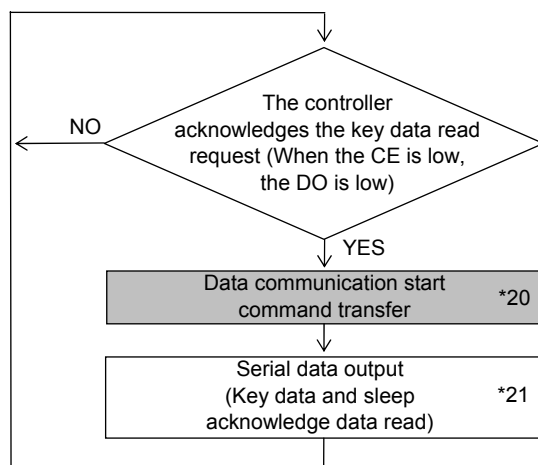 The controller
acknowledges the key data read
request (When the CE is low,
the DO is low)
NO
YES
Data communication start
command transfer
*20
Serial data output
(Key data and sleep
acknowledge data read)
*21